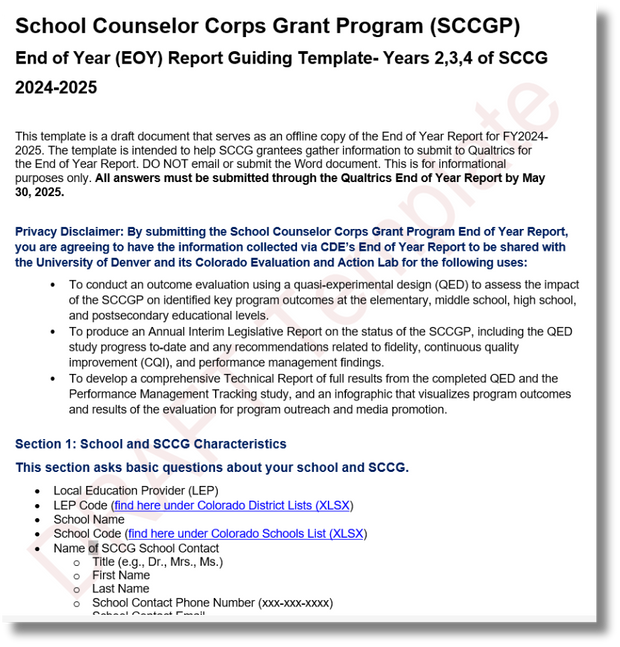 School Counselor Corps Grant Program (SCCGP)
End of Year (EOY) Report Guiding Template- Years 2,3,4 of SCCG
2024-2025
This template is a draft document that serves as an offline copy of the End of Year Report for FY2024-
2025. The template is intended to help SCCG grantees gather information to submit to Qualtrics for
the End of Year Report. DO NOT email or submit the Word document. This is for informational
purposes only. All answers must be submitted through the Qualtrics End of Year Report by May
30, 2025.
Privacy Disclaimer: By submitting the School Counselor Corps Grant Program End of Year Report,
you are agreeing to have the information collected via CDE's End of Year Report to be shared with
the University of Denver and its Colorado Evaluation and Action Lab for the following uses:
• To conduct an outcome evaluation using a quasi-experimental design (QED) to assess the impact
of the SCCGP on identified key program outcomes at the elementary, middle school, high school,
and postsecondary educational levels.
• To produce an Annual Interim Legislative Report on the status of the SCCGP, including the QED
study progress to-date and any recommendations related to fidelity, continuous quality
improvement (CQI), and performance management findings.
• To develop a comprehensive Technical Report of full results from the completed QED and the
Performance Management Tracking study, and an infographic that visualizes program outcomes
and results of the evaluation for program outreach and media promotion.
Section 1: School and SCCG Characteristics
This section asks basic questions about your school and SCCG.
• Local Education Provider (LEP)
• LEP Code (find here under Colorado District Lists (XLSX)
• School Name
• School Code (find here under Colorado Schools List (XLSX)
• Name of SCCG School Contact
o Title (e.g., Dr., Mrs., Ms.)
o First Name
o Last Name
o School Contact Phone Number (xxx-xxx-xxxx)
DRAFT Template